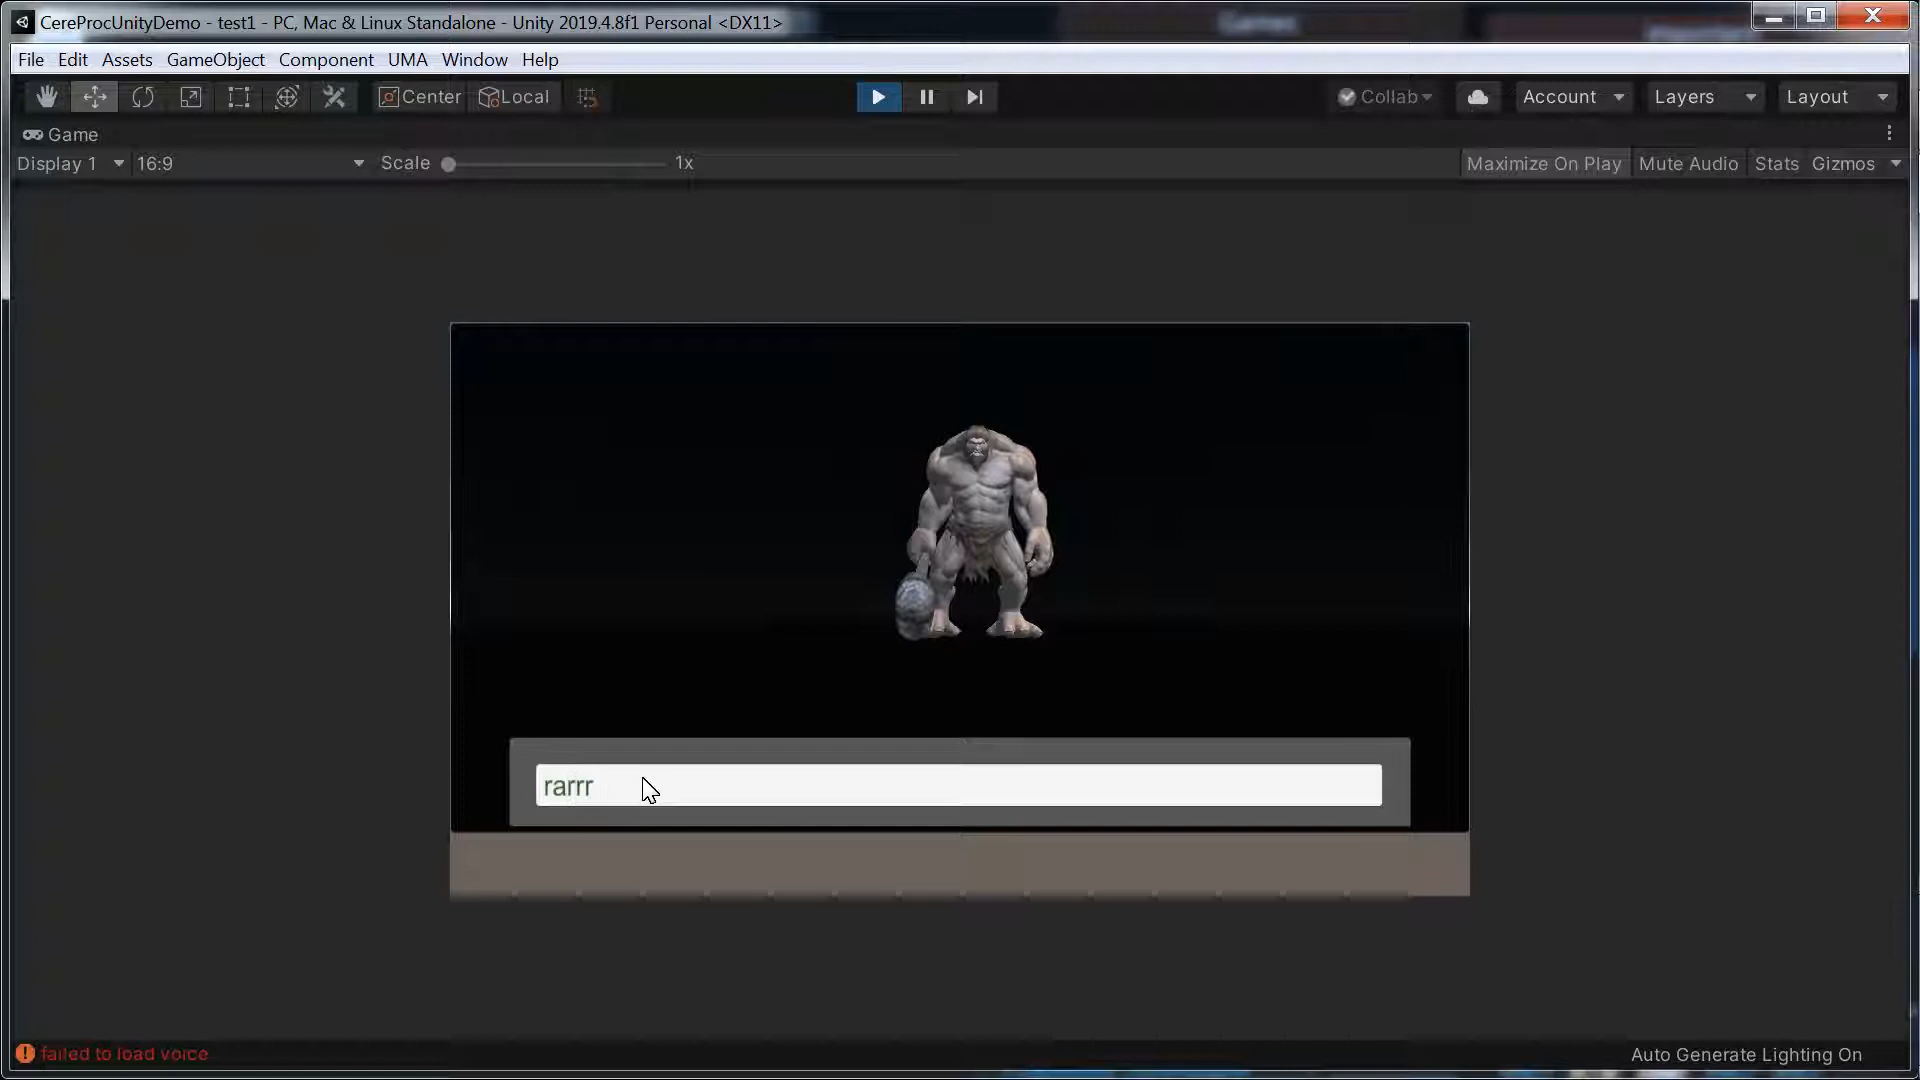 CereProcUnityDemo - test1 - PC, Mac & Linux Standalone - Unity 2019.4.8f1 Personal <DX11>
File Edit Assets GameObject Component UMA Window Help
Center Local Collab Account Layers Layout
Game
Display 1 16:9 Scale 1x Maximize On Play Mute Audio Stats Gizmos
rarrr
failed to load voice Auto Generate Lighting On